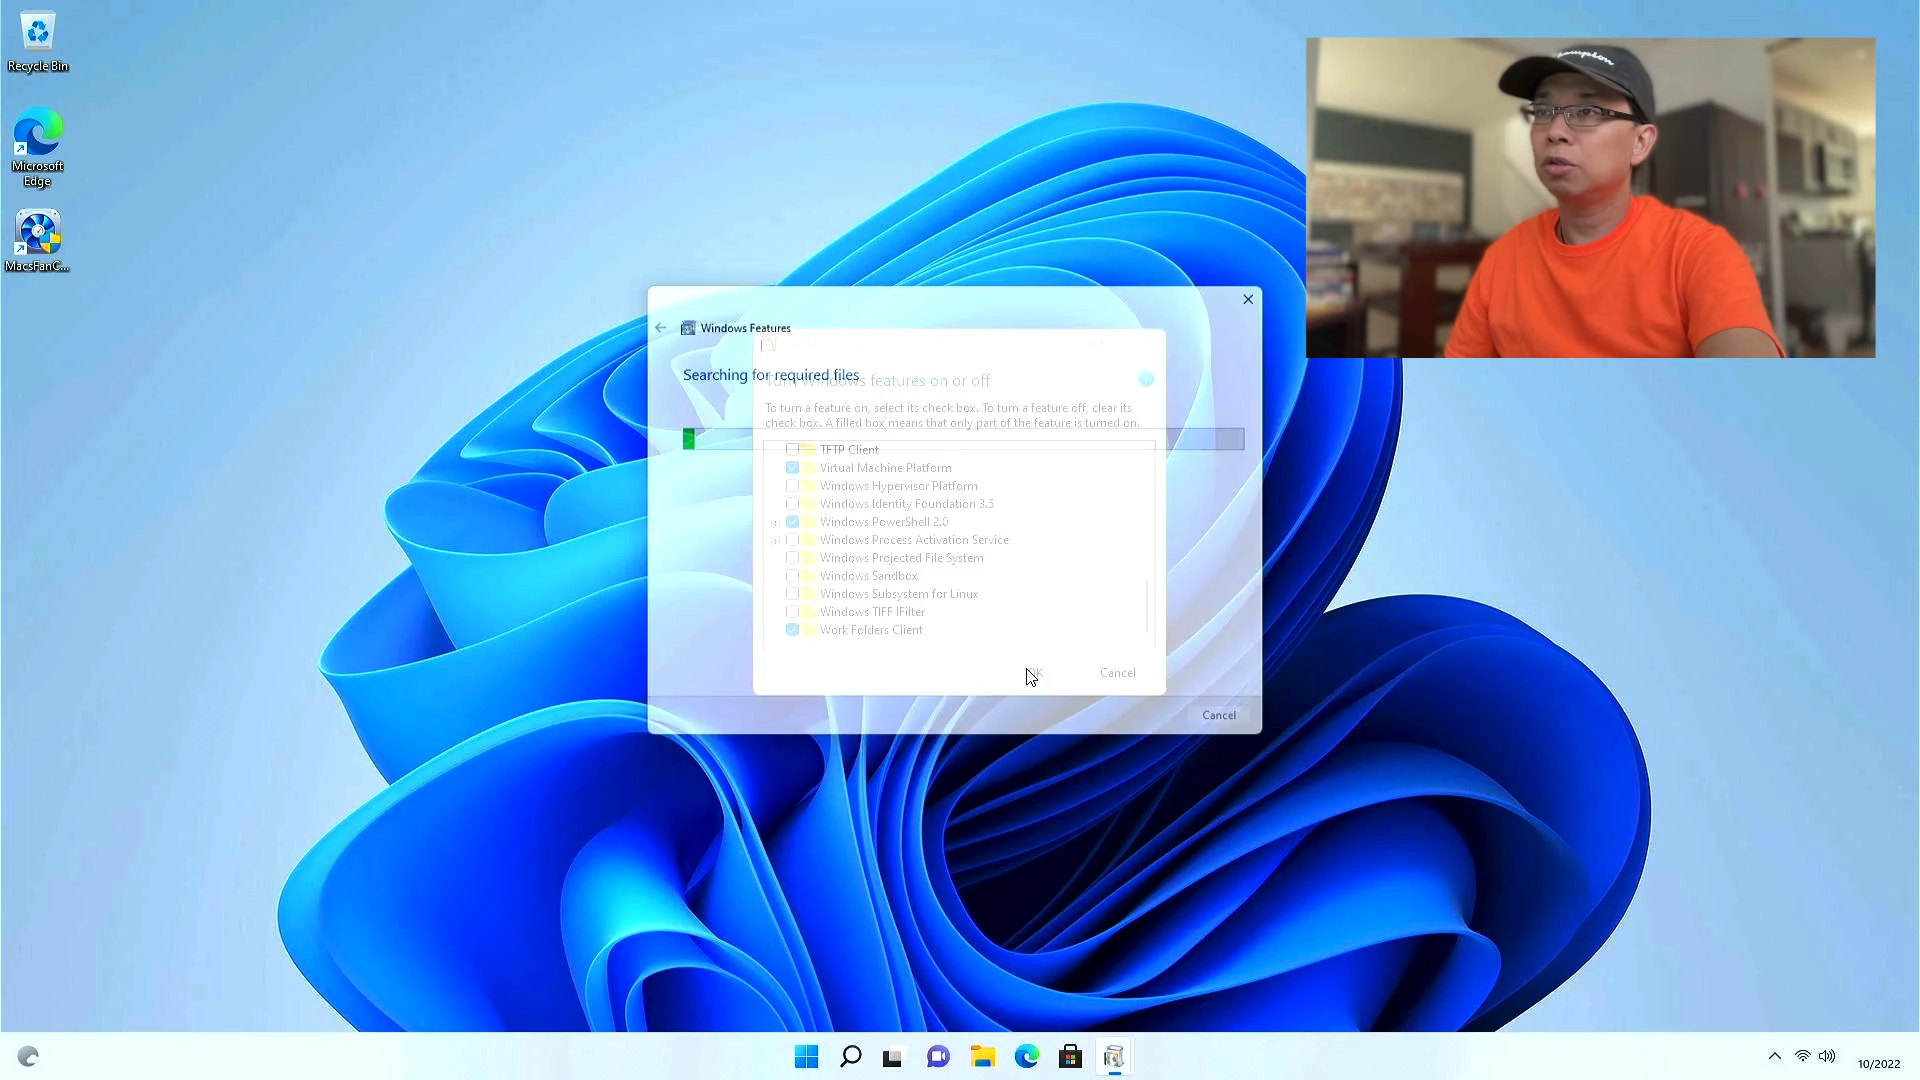 Recycle Bin
Microsoft
Edge
MacsFanC...
Champion
Windows Features
Searching for required files
Turn Windows features on or off
To turn a feature on, select its check box. To turn a feature off, clear its
check box. A filled box means that only part of the feature is turned on.
TFTP Client
Virtual Machine Platform
Windows Hypervisor Platform
Windows Identity Foundation 3.5
Windows PowerShell 2.0
Windows Process Activation Service
Windows Projected File System
Windows Sandbox
Windows Subsystem for Linux
Windows TIFF IFilter
Work Folders Client
OK
Cancel
Cancel
10/2022